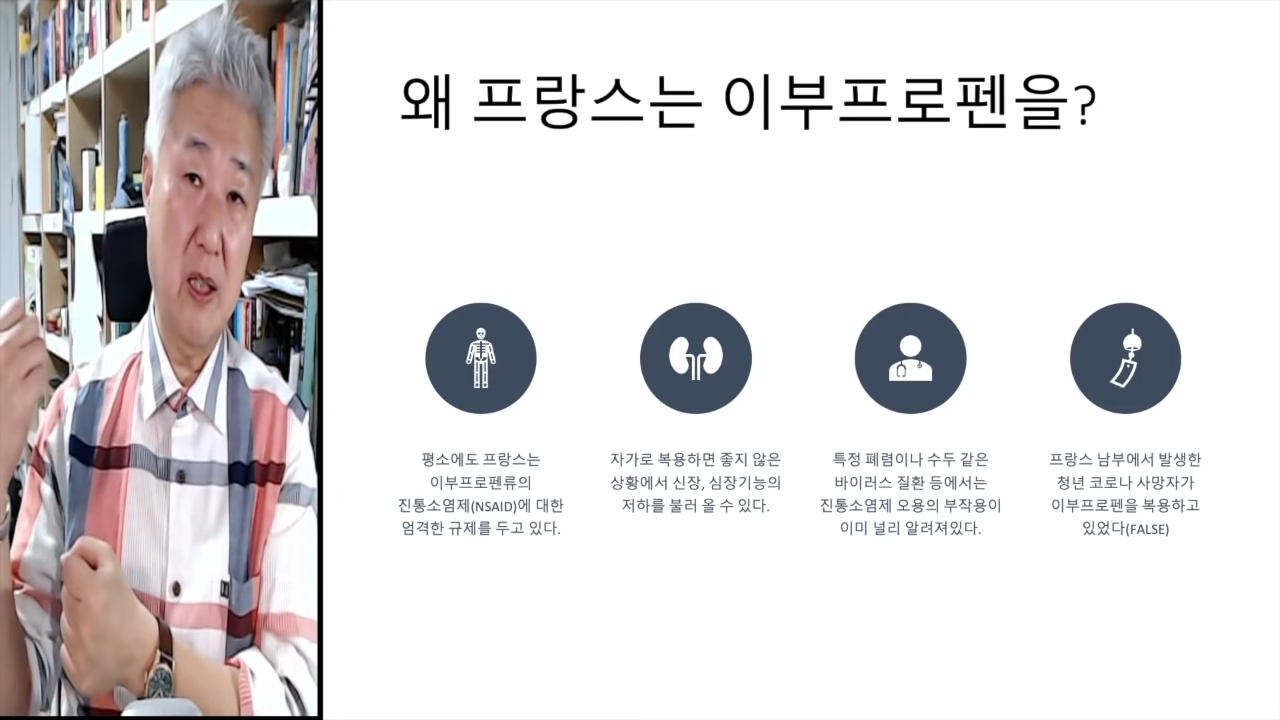 왜 프랑스는 이부프로펜을?
평소에도 프랑스는
이부프로펜류의
진통소염제(NSAID)에 대한
엄격한 규제를 두고 있다.
자가로 복용하면 좋지 않은
상황에서 신장, 심장기능의
저하를 불러 올 수 있다.
특정 폐렴이나 수두 같은
바이러스 질환 등에서는
진통소염제 오용의 부작용이
이미 널리 알려져있다.
프랑스 남부에서 발생한
청년 코로나 사망자가
이부프로펜을 복용하고
있었다(FALSE)